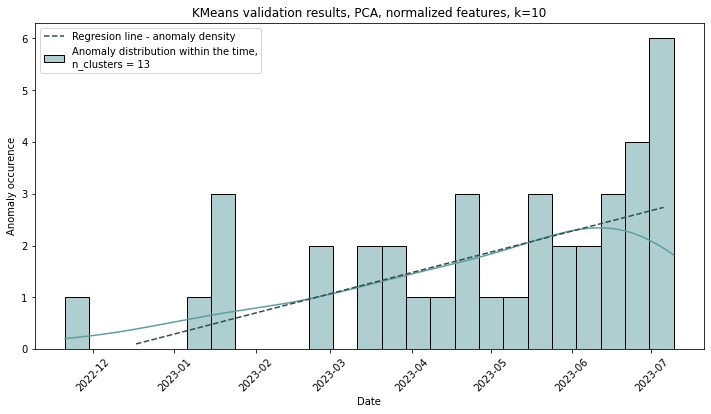 KMeans validation results, PCA, normalized features, k=10
Regresion line - anomaly density
Anomaly distribution within the time,
n_clusters = 13
Anomaly occurence
6
5
4
3
2
1
0
2022-12
2023-01
2023-02
2023-03
2023-04
2023-05
2023-06
2023-07
Date